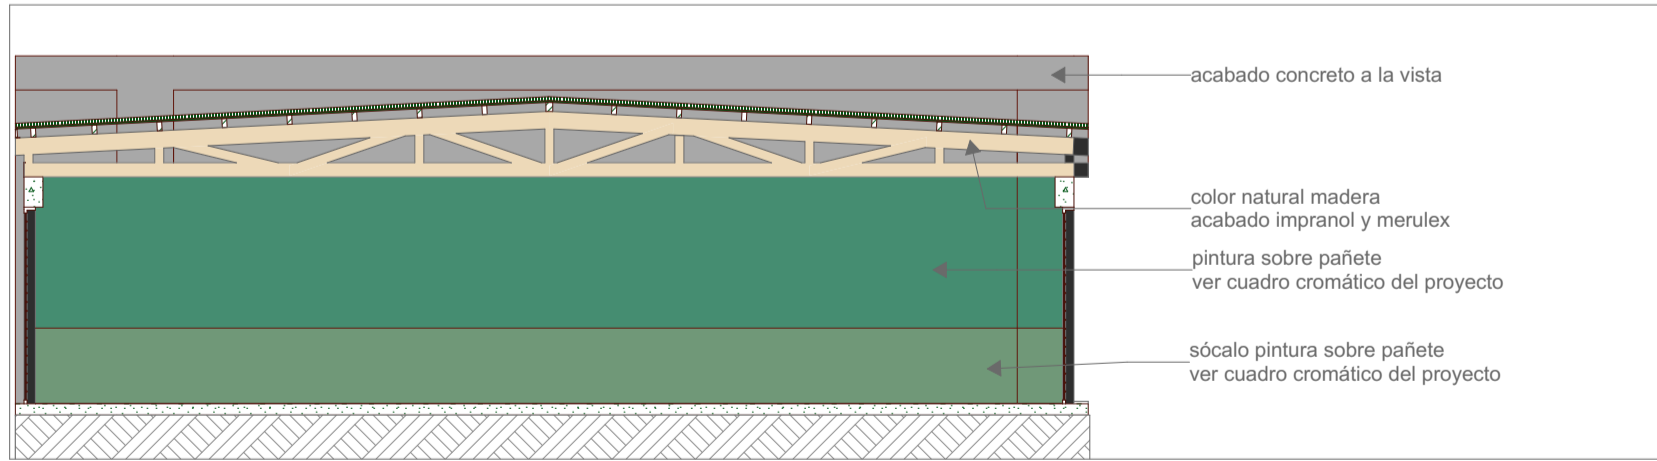 acabado concreto a la vista
color natural madera
acabado impranol y merulex
pintura sobre pañete
ver cuadro cromático del proyecto
sócalo pintura sobre pañete
ver cuadro cromático del proyecto